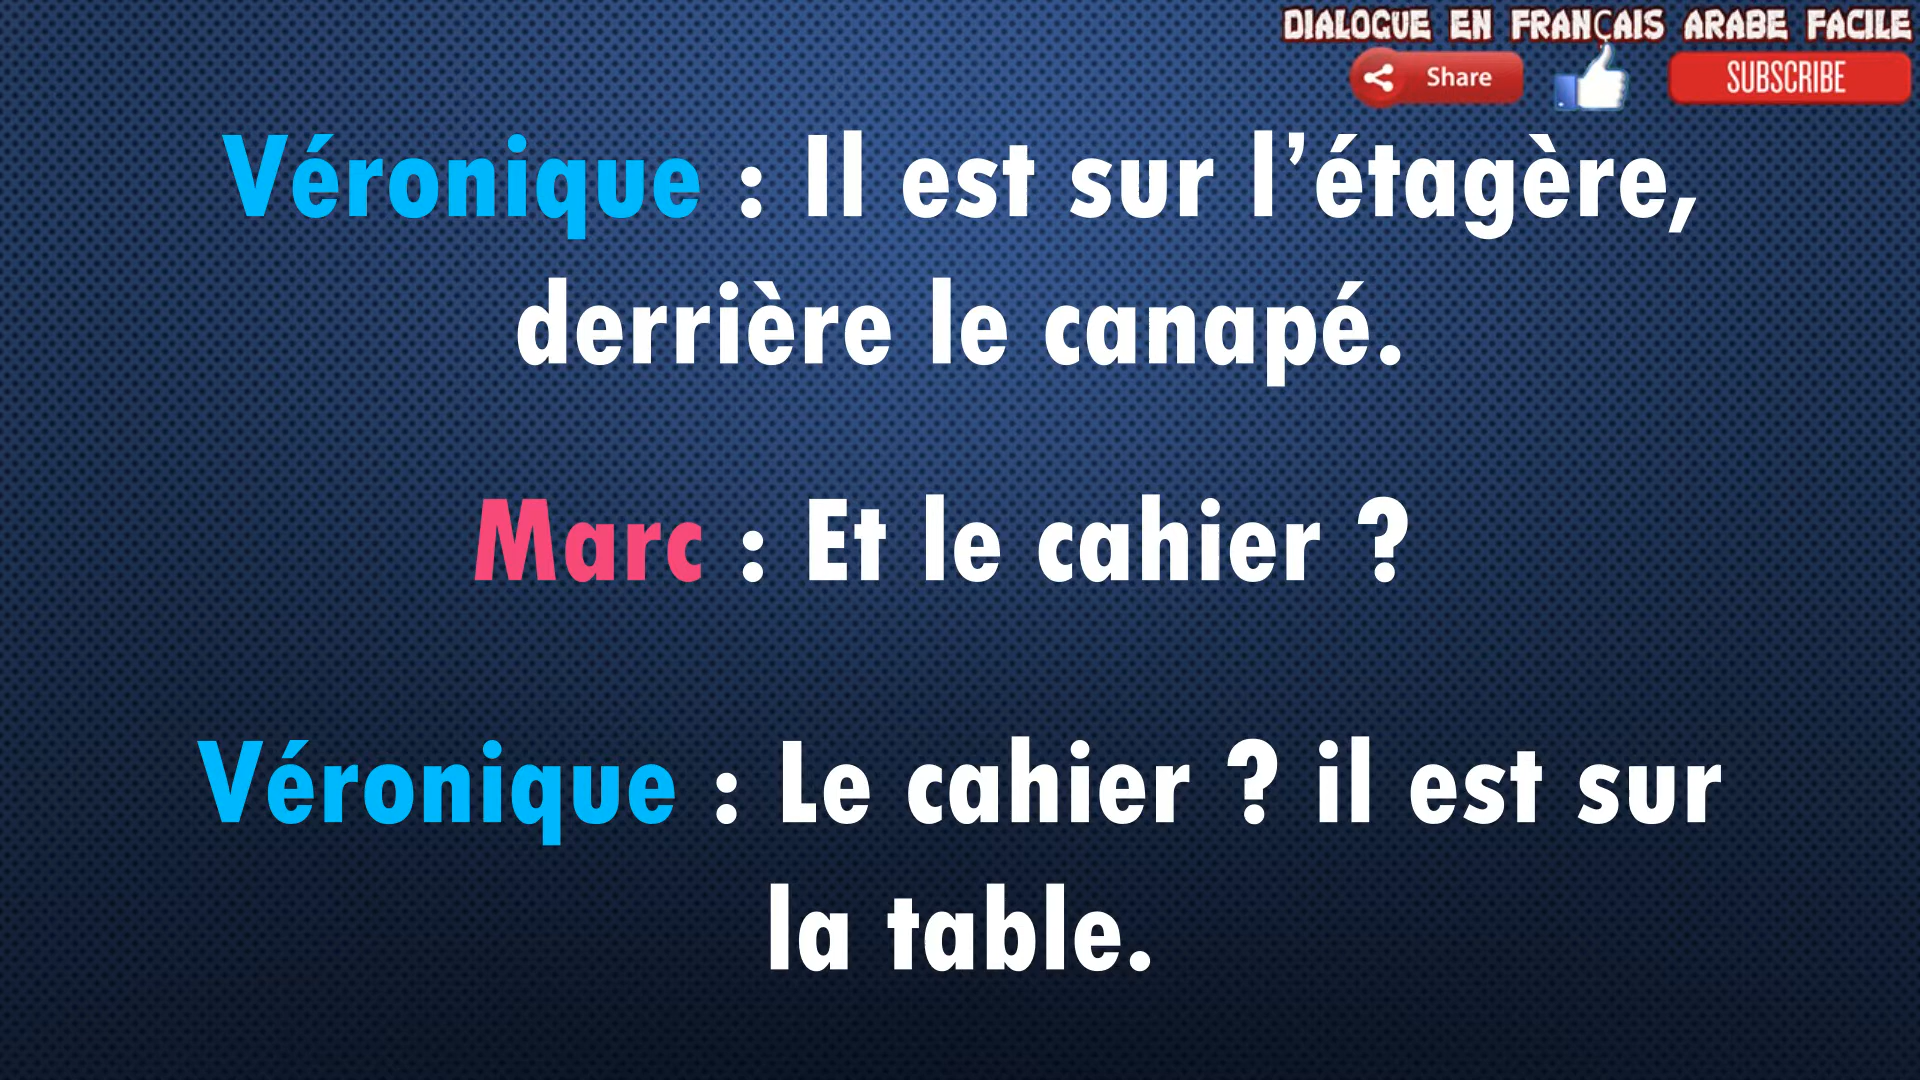 DIALOGUE EN FRANÇAIS ARABE FACILE
Share
SUBSCRIBE
Véronique : Il est sur l’étagère,
derrière le canapé.
Marc : Et le cahier ?
Véronique : Le cahier ? il est sur
la table.